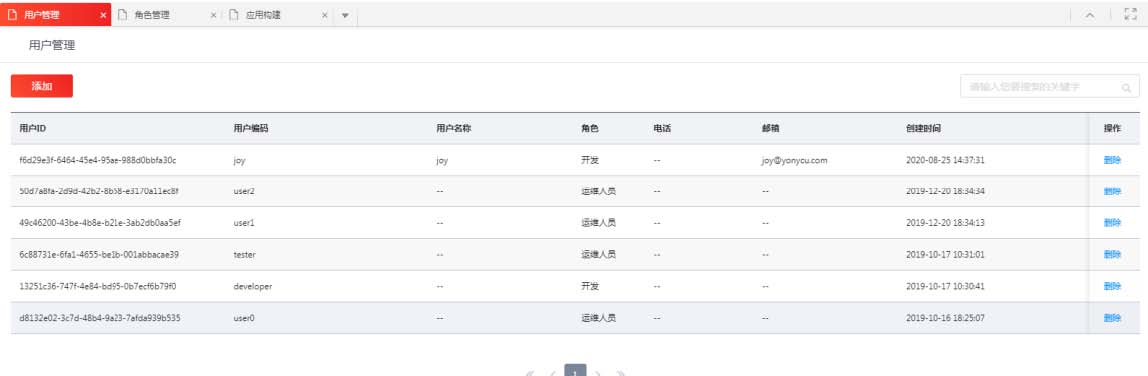 用户管理 × 角色管理 × 应用构建 ×
用户管理
添加 请输入您要搜索的关键字
用户ID 用户编码 用户名称 角色 电话 邮箱 创建时间 操作
f6d29e3f-6464-45e4-95ae-988d0bbfa30c joy joy 开发 -- joy@yonyou.com 2020-08-25 14:37:31 删除
50d7a8fa-2d9d-42b2-8b58-e3170a11ec8f user2 -- 运维人员 -- -- 2019-12-20 18:34:34 删除
49c46200-43be-4b8e-b21e-3ab2db0aa5ef user1 -- 运维人员 -- -- 2019-12-20 18:34:13 删除
6c88731e-6fa1-4655-be1b-001abbacae39 tester -- 运维人员 -- -- 2019-10-17 10:31:01 删除
13251c36-747f-4e84-bd95-0b7ecf6b79f0 developer -- 开发 -- -- 2019-10-17 10:30:41 删除
d8132e02-3c7d-48b4-9a23-7afda939b535 user0 -- 运维人员 -- -- 2019-10-16 18:25:07 删除
« < 1 > »